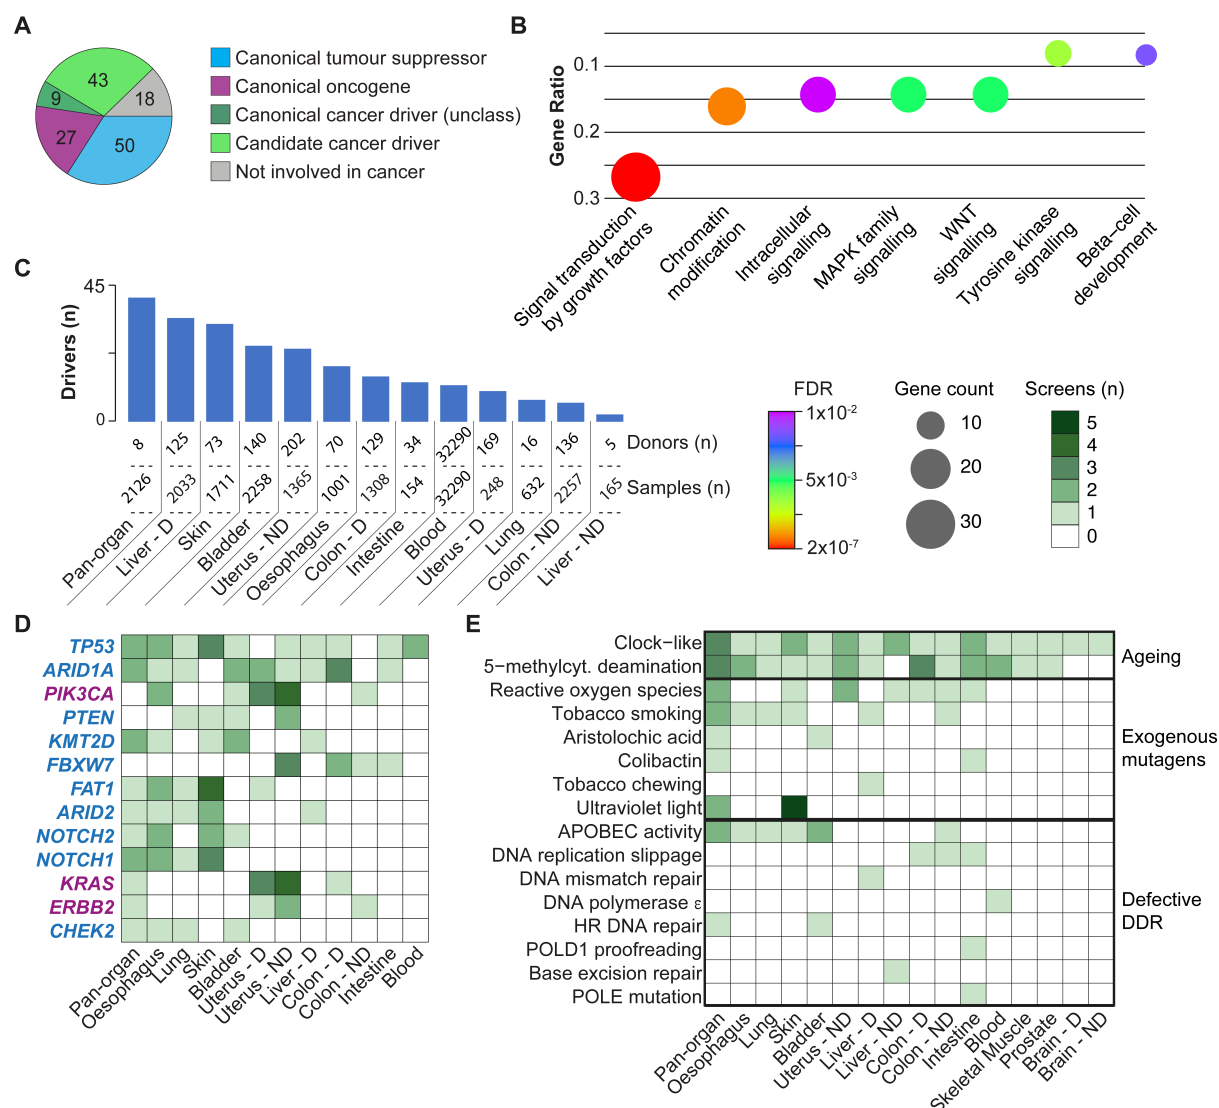 A
43
9
18
27
50
Canonical tumour suppressor
Canonical oncogene
Canonical cancer driver (unclass)
Candidate cancer driver
Not involved in cancer
B
Gene Ratio
0.1
0.2
0.3
Signal transduction
by growth factors
Chromatin
modification
Intracellular
signalling
MAPK family
signalling
WNT
signalling
Tyrosine kinase
signalling
Beta−cell
development
C
Drivers (n)
45
0
8 125 73 140 202 70 129 34 32290 169 16 136 5 Donors (n)
2126 2033 1711 2258 1365 1001 1308 154 32290 248 632 2257 165 Samples (n)
Pan-organ
Liver - D
Skin
Bladder
Uterus - ND
Oesophagus
Colon - D
Intestine
Blood
Uterus - D
Lung
Colon - ND
Liver - ND
FDR
1x10-2
5x10-3
2x10-7
Gene count
10
20
30
Screens (n)
5
4
3
2
1
0
D
TP53
ARID1A
PIK3CA
PTEN
KMT2D
FBXW7
FAT1
ARID2
NOTCH2
NOTCH1
KRAS
ERBB2
CHEK2
Pan-organ
Oesophagus
Lung
Skin
Bladder
Uterus - D
Uterus - ND
Liver - D
Colon - D
Colon - ND
Intestine
Blood
E
Clock−like
5−methylcyt. deamination
Reactive oxygen species
Tobacco smoking
Aristolochic acid
Colibactin
Tobacco chewing
Ultraviolet light
APOBEC activity
DNA replication slippage
DNA mismatch repair
DNA polymerase ε
HR DNA repair
POLD1 proofreading
Base excision repair
POLE mutation
Ageing
Exogenous
mutagens
Defective
DDR
Pan-organ
Oesophagus
Lung
Skin
Bladder
Uterus - ND
Liver - D
Liver - ND
Colon - D
Colon - ND
Intestine
Blood
Skeletal Muscle
Prostate
Brain - D
Brain - ND